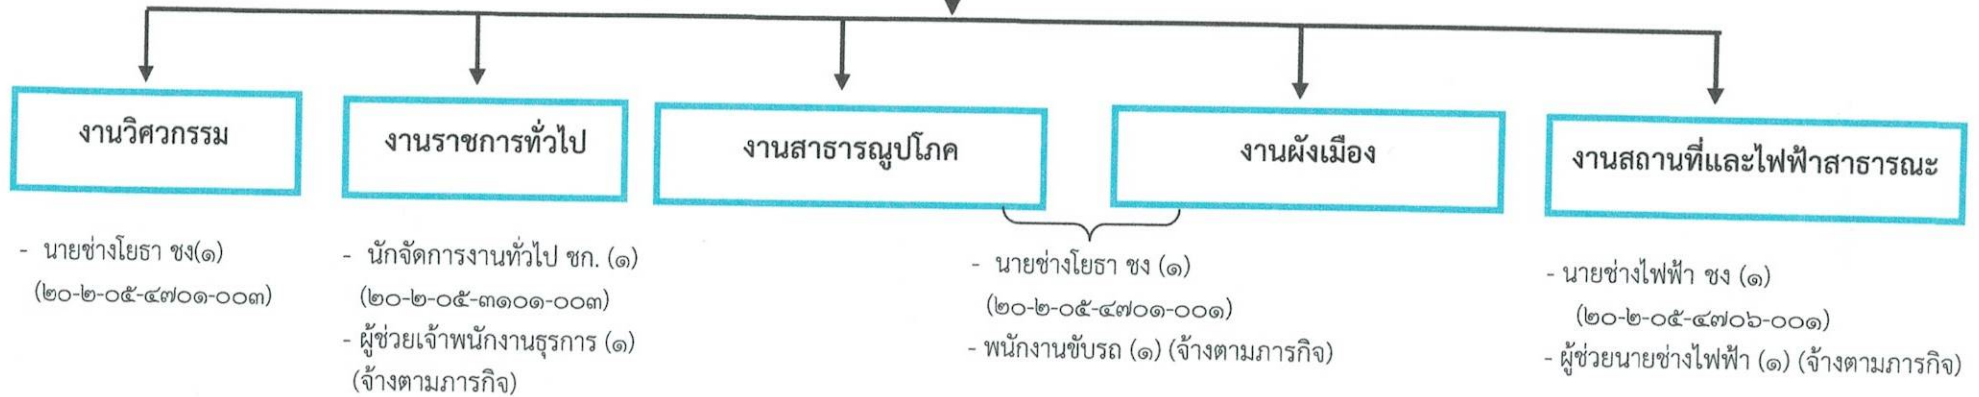 งานวิศวกรรม
- นายช่างโยธา ชง(๑)
(๒๐-๒-๐๕-๔๗๐๑-๐๐๓)
งานราชการทั่วไป
- นักจัดการงานทั่วไป ชก. (๑)
(๒๐-๒-๐๕-๓๑๐๑-๐๐๓)
- ผู้ช่วยเจ้าพนักงานธุรการ (๑)
(จ้างตามภารกิจ)
งานสาธารณูปโภค
งานผังเมือง
- นายช่างโยธา ชง (๑)
(๒๐-๒-๐๕-๔๗๐๑-๐๐๑)
- พนักงานขับรถ (๑) (จ้างตามภารกิจ)
งานสถานที่และไฟฟ้าสาธารณะ
- นายช่างไฟฟ้า ชง (๑)
(๒๐-๒-๐๕-๔๗๐๖-๐๐๑)
- ผู้ช่วยนายช่างไฟฟ้า (๑) (จ้างตามภารกิจ)